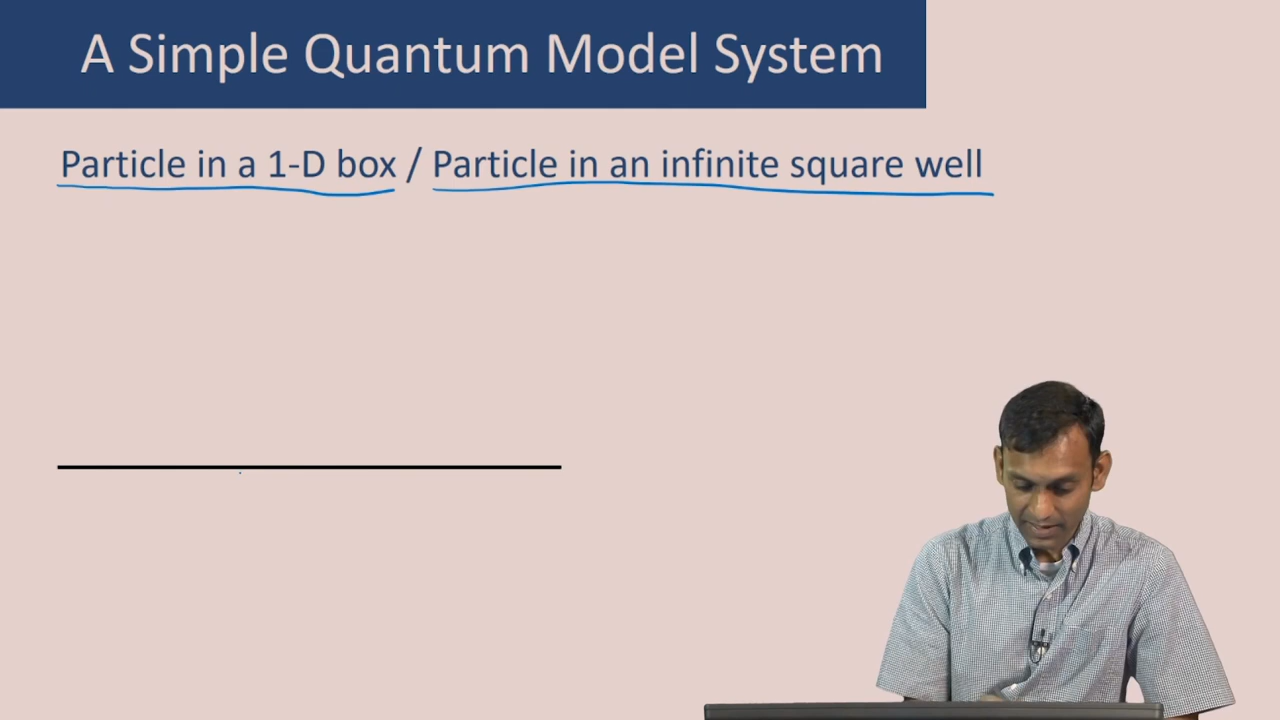 A Simple Quantum Model System
Particle in a 1-D box / Particle in an infinite square well